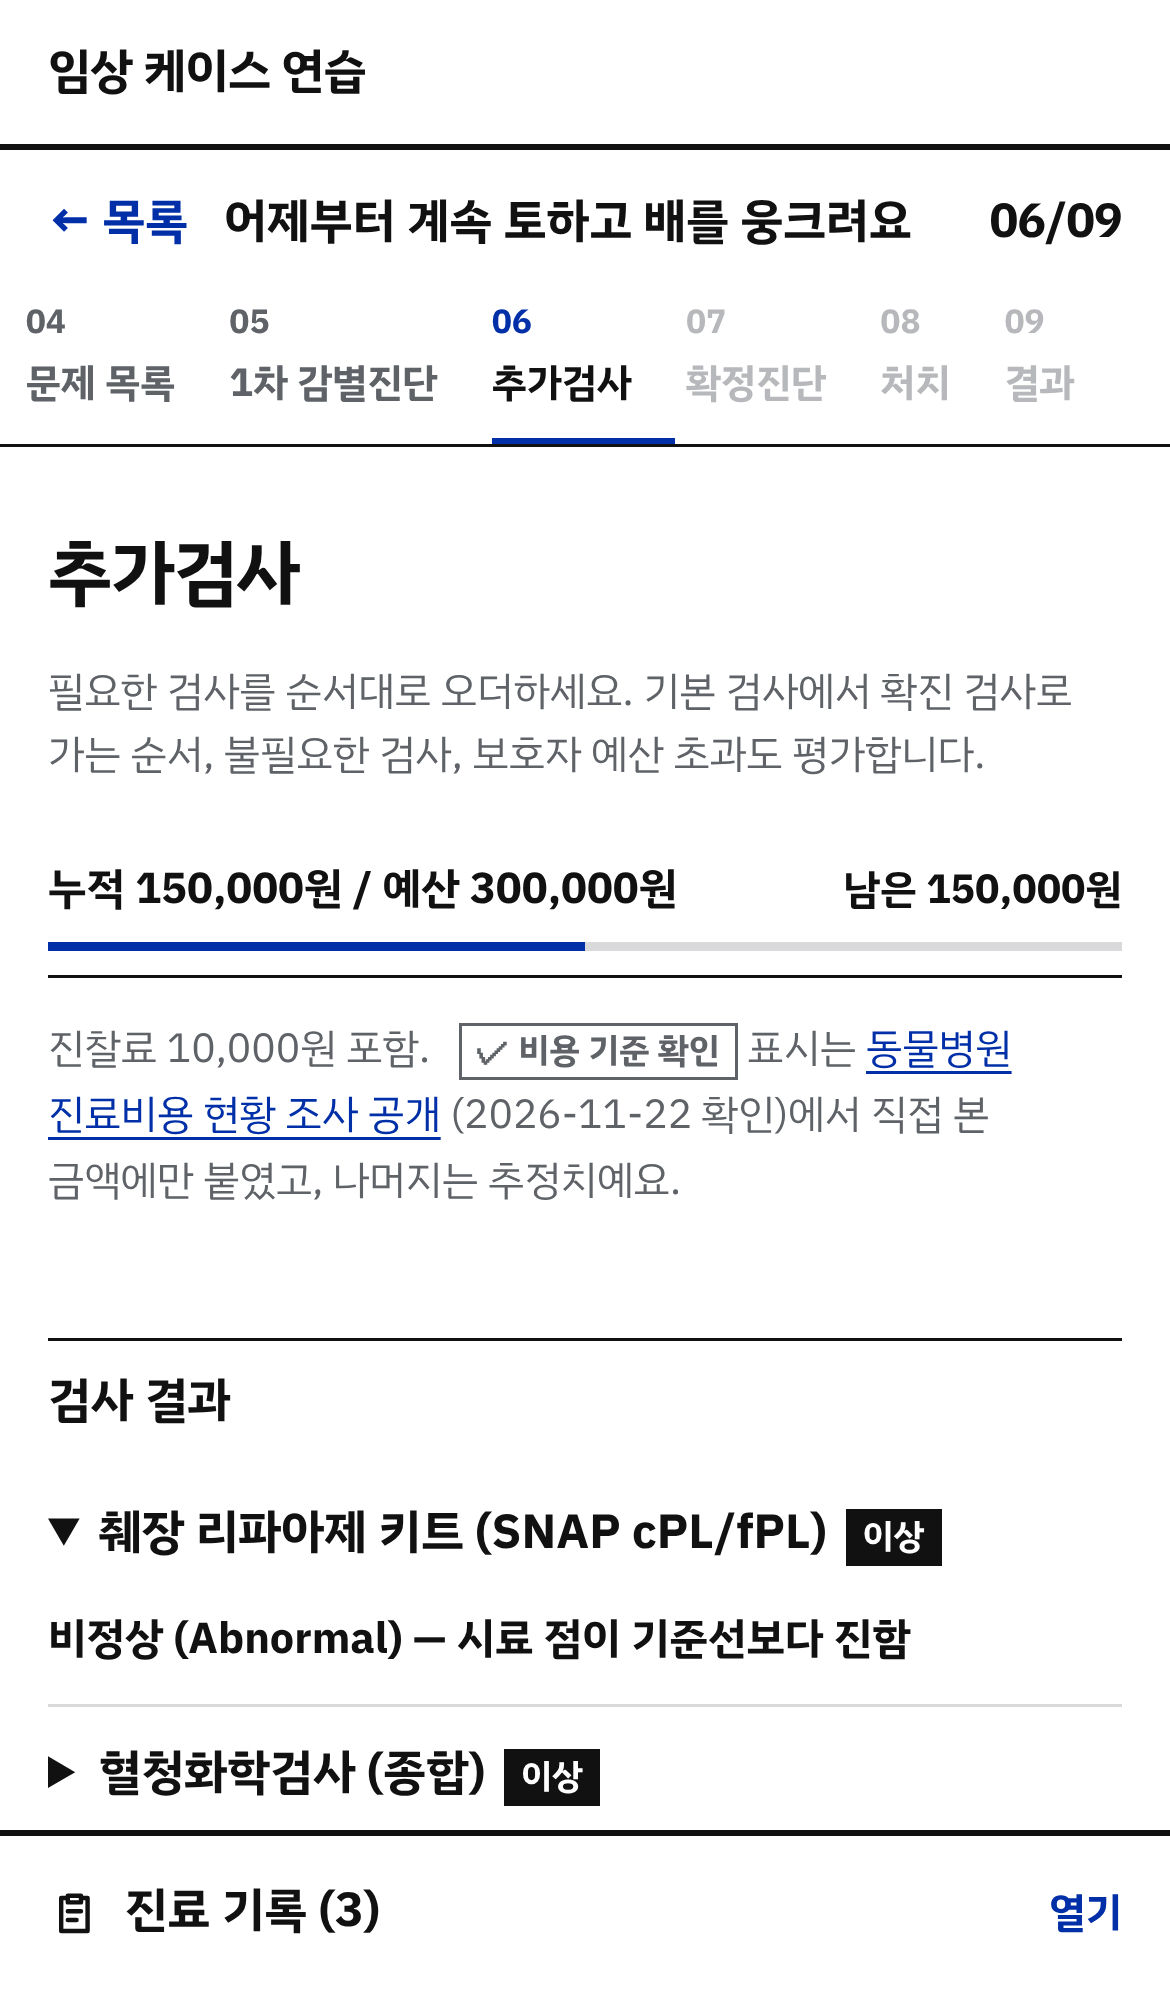 임상 케이스 연습
← 목록 어제부터 계속 토하고 배를 웅크려요 06/09
04 05 06 07 08 09
문제 목록 1차 감별진단 추가검사 확정진단 처치 결과
추가검사
필요한 검사를 순서대로 오더하세요. 기본 검사에서 확진 검사로
가는 순서, 불필요한 검사, 보호자 예산 초과도 평가합니다.
누적 150,000원 / 예산 300,000원 남은 150,000원
진찰료 10,000원 포함. ✓ 비용 기준 확인 표시는 동물병원
진료비용 현황 조사 공개 (2026-11-22 확인)에서 직접 본
금액에만 붙였고, 나머지는 추정치예요.
검사 결과
▼ 췌장 리파아제 키트 (SNAP cPL/fPL) 이상
비정상 (Abnormal) — 시료 점이 기준선보다 진함
▶ 혈청화학검사 (종합) 이상
진료 기록 (3) 열기